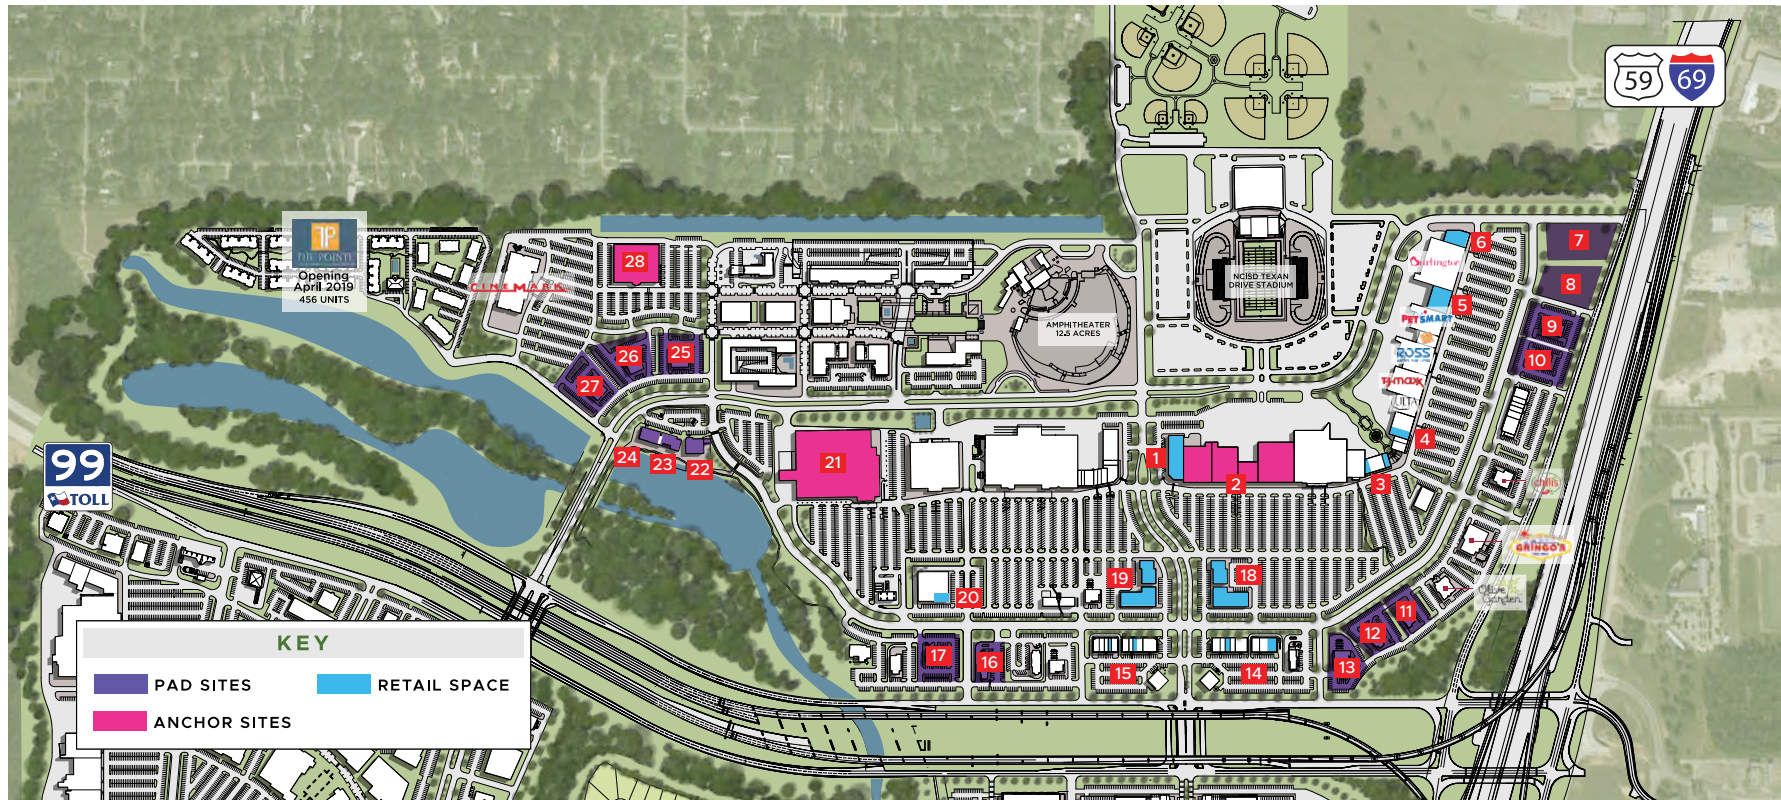 59
69
THE POINTE
Opening
April 2019
456 UNITS
CINEMARK
28
NCISD TEXAN
DRIVE STADIUM
Burlington
6
7
8
5
PETSMART
9
10
ROSS
TJ-maxx
ULTA
AMPHITHEATER
12.5 ACRES
25
26
27
24
23
22
21
1
2
3
4
chili's
GRINGO'S
Olive Garden
99
TOLL
20
19
18
17
16
15
14
13
12
11
KEY
PAD SITES
RETAIL SPACE
ANCHOR SITES